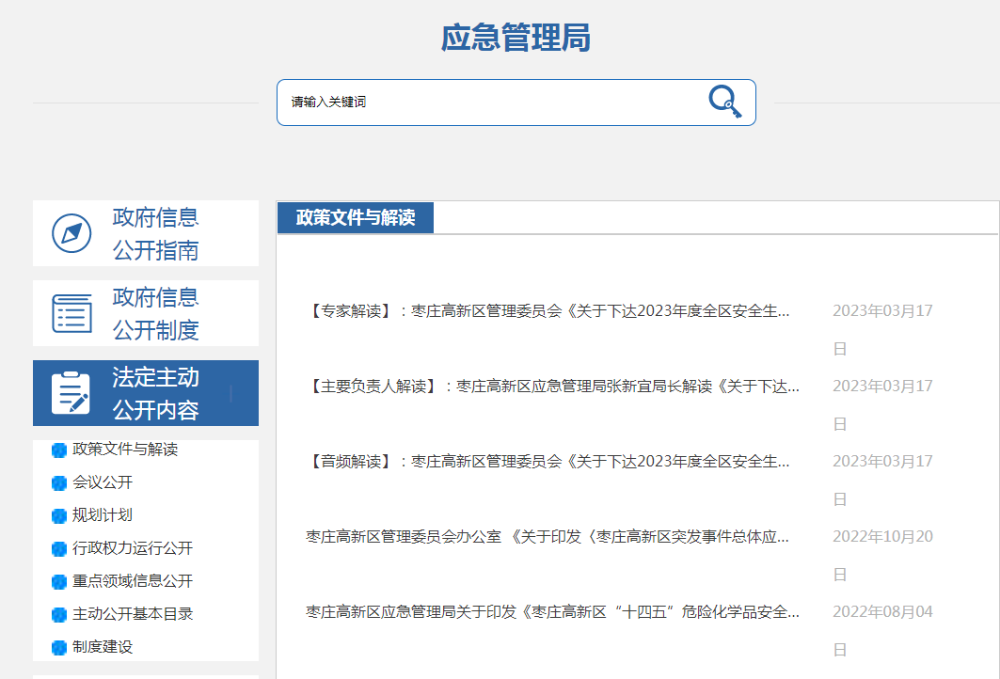 应急管理局
请输入关键词
政府信息
公开指南
政府信息
公开制度
法定主动
公开内容
政策文件与解读
会议公开
规划计划
行政权力运行公开
重点领域信息公开
主动公开基本目录
制度建设
政策文件与解读
【专家解读】：枣庄高新区管理委员会《关于下达2023年度全区安全生...
2023年03月17
日
【主要负责人解读】：枣庄高新区应急管理局张新宜局长解读《关于下达...
2023年03月17
日
【音频解读】：枣庄高新区管理委员会《关于下达2023年度全区安全生...
2023年03月17
日
枣庄高新区管理委员会办公室 《关于印发〈枣庄高新区突发事件总体应...
2022年10月20
日
枣庄高新区应急管理局关于印发《枣庄高新区“十四五”危险化学品安全...
2022年08月04
日